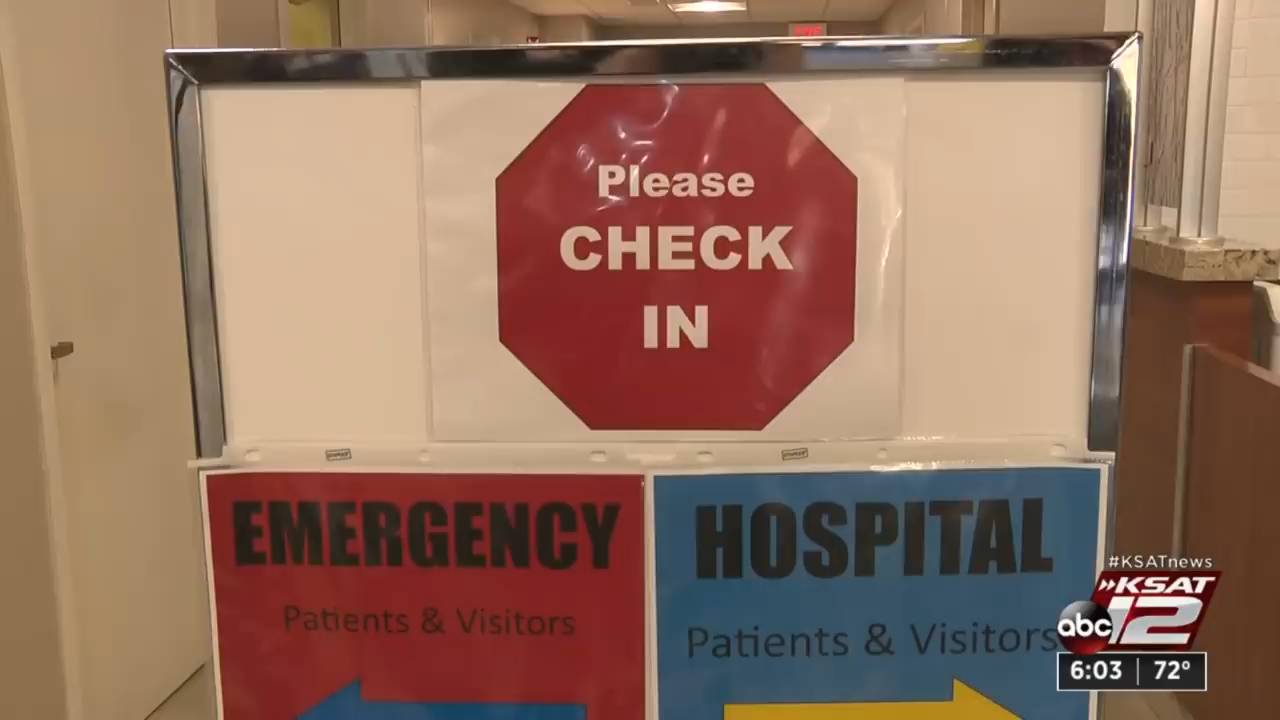 Please
CHECK
IN
EMERGENCY
Patients & Visitors
HOSPITAL
Patients & Visitors
#KSATnews
KSAT
abc 12
6:03 72°